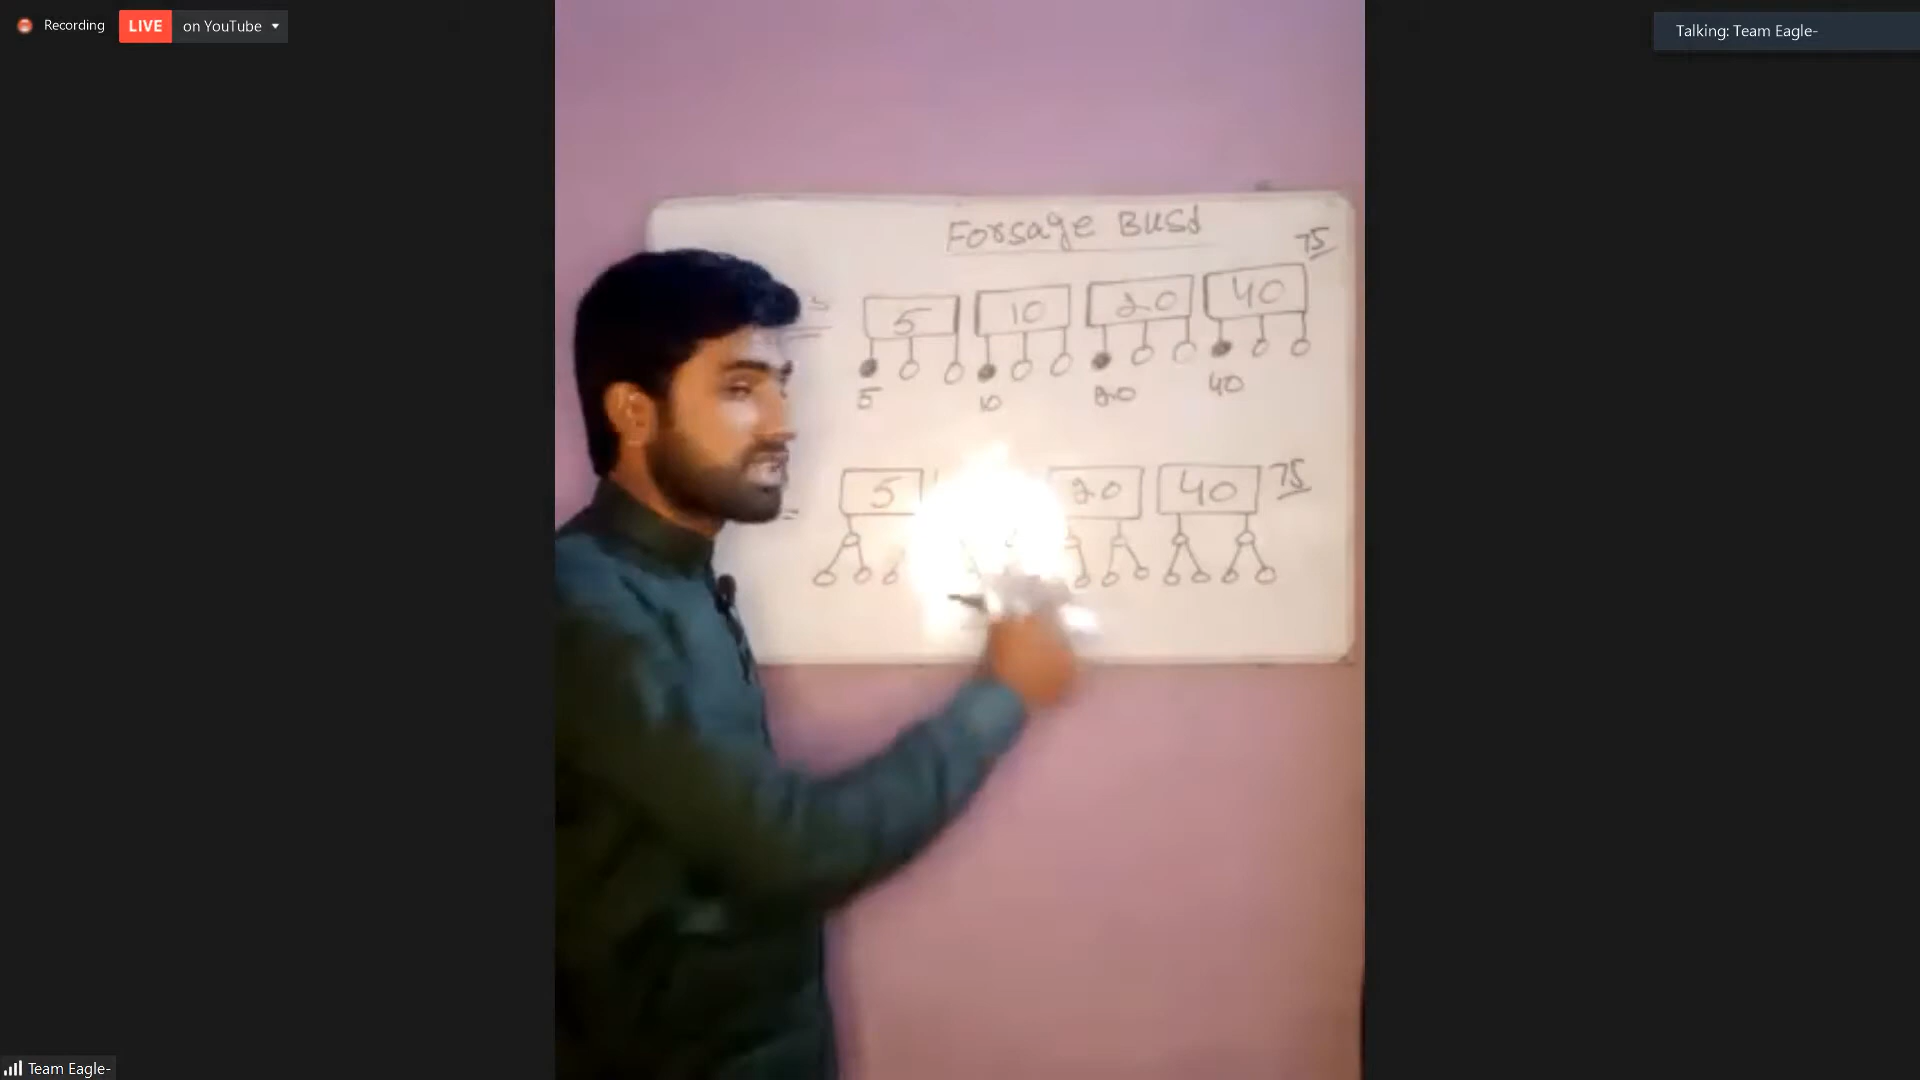 Recording LIVE on YouTube
Talking: Team Eagle-
Forsage BUSd
75
5 10 20 40
5 10 20 40
5 20 40 75
Team Eagle-